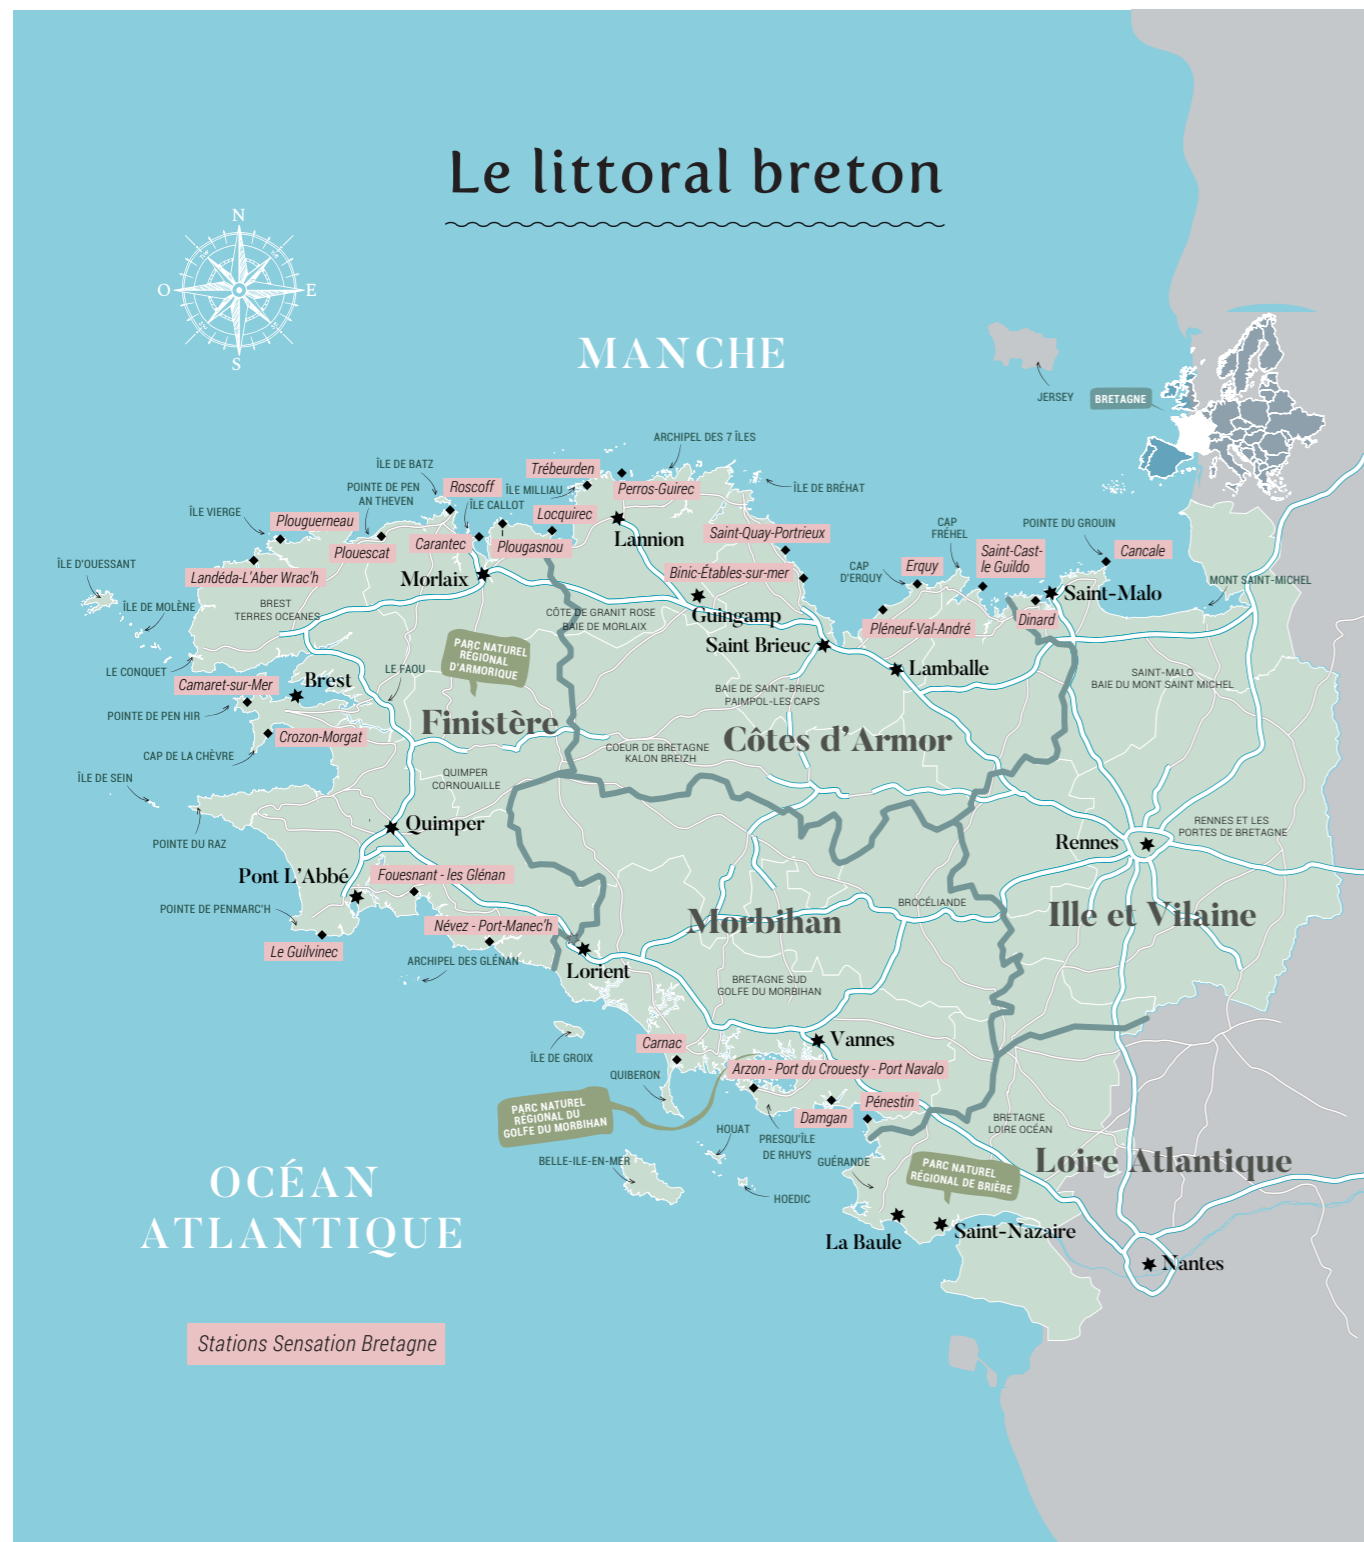 Le littoral breton
N
O
E
S
MANCHE
JERSEY
BRETAGNE
ARCHIPEL DES 7 ÎLES
ÎLE DE BATZ
Trébeurden
POINTE DE PEN
AN THEVEN
Roscoff
ÎLE MILLIAU
Perros-Guirec
ÎLE DE BRÉHAT
ÎLE CALLOT
ÎLE VIERGE
Plouguerneau
Locquirec
Lannion
Saint-Quay-Portrieux
CAP
FRÉHEL
POINTE DU GROUIN
Plouescat
Carantec
Plougasnou
Saint-Cast-
le Guildo
Cancale
ÎLE D'OUESSANT
Landéda-L'Aber Wrac'h
Morlaix
Binic-Étables-sur-mer
CAP
D'ERQUY
Erquy
MONT SAINT-MICHEL
Saint-Malo
ÎLE DE MOLÈNE
BREST
TERRES OCEANES
CÔTE DE GRANIT ROSE
BAIE DE MORLAIX
Guingamp
Pléneuf-Val-André
Dinard
PARC NATUREL
RÉGIONAL
D'ARMORIQUE
Saint Brieuc
Lamballe
LE CONQUET
LE FAOU
Camaret-sur-Mer
Brest
SAINT-MALO
BAIE DU MONT SAINT MICHEL
BAIE DE SAINT-BRIEUC
PAIMPOL-LES CAPS
POINTE DE PEN HIR
Finistère
Crozon-Morgat
Côtes d'Armor
CAP DE LA CHÈVRE
COEUR DE BRETAGNE
KALON BREIZH
ÎLE DE SEIN
QUIMPER
CORNOUAILLE
Quimper
RENNES ET LES
PORTES DE BRETAGNE
POINTE DU RAZ
Rennes
Pont L'Abbé
Fouesnant - les Glénan
POINTE DE PENMARC'H
BROCÉLIANDE
Morbihan
Ille et Vilaine
Névez - Port-Manec'h
Le Guilvinec
ARCHIPEL DES GLÉNAN
Lorient
BRETAGNE SUD
GOLFE DU MORBIHAN
ÎLE DE GROIX
Carnac
Vannes
QUIBERON
Arzon - Port du Crouesty - Port Navalo
PARC NATUREL
RÉGIONAL DU
GOLFE DU MORBIHAN
Damgan
Pénestin
BRETAGNE
LOIRE OCÉAN
HOUAT
PRESQU'ÎLE
DE RHUYS
BELLE-ILE-EN-MER
GUÉRANDE
Loire Atlantique
PARC NATUREL
RÉGIONAL DE BRIÈRE
HOEDIC
OCÉAN
ATLANTIQUE
La Baule
Saint-Nazaire
Nantes
Stations Sensation Bretagne